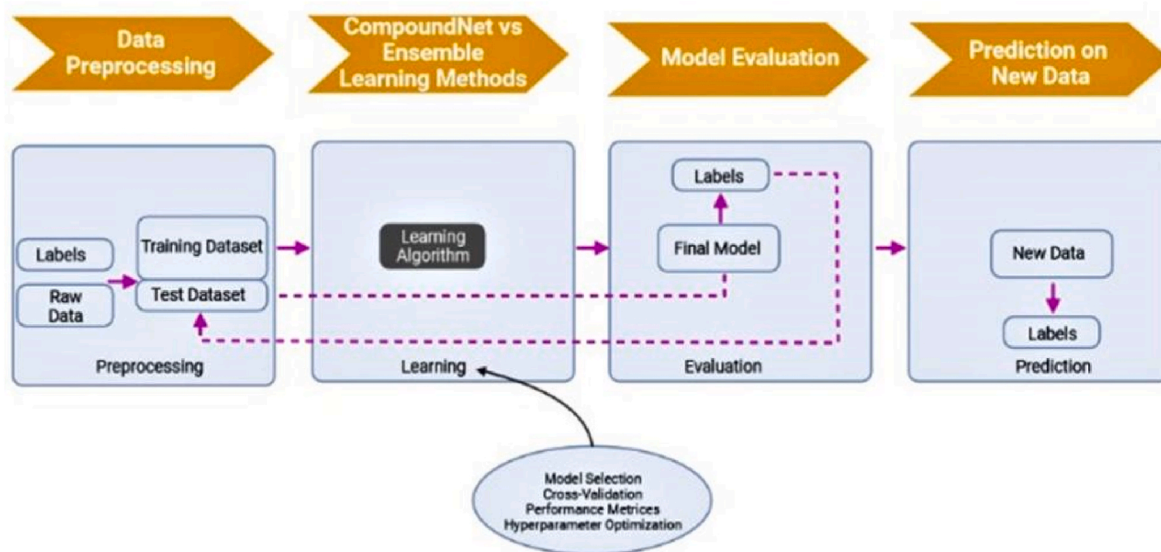 Data
Preprocessing
CompoundNet vs
Ensemble
Learning Methods
Model Evaluation
Prediction on
New Data
Labels
Raw
Data
Training Dataset
Test Dataset
Preprocessing
Learning
Algorithm
Learning
Labels
Final Model
Evaluation
New Data
Labels
Prediction
Model Selection
Cross-Validation
Performance Metrices
Hyperparameter Optimization